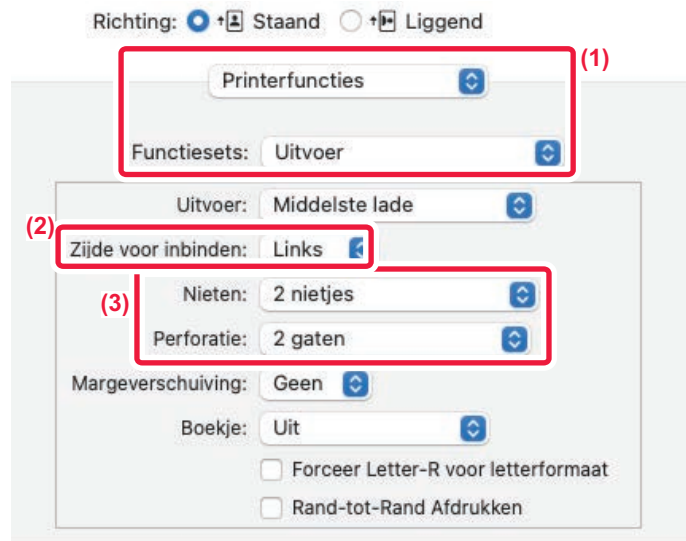 Richting: Staand Liggend
(1)
Printerfuncties
Functiesets: Uitvoer
Uitvoer: Middelste lade
(2)
Zijde voor inbinden: Links
(3)
Nieten: 2 nietjes
Perforatie: 2 gaten
Margeverschuiving: Geen
Boekje: Uit
Forceer Letter-R voor letterformaat
Rand-tot-Rand Afdrukken